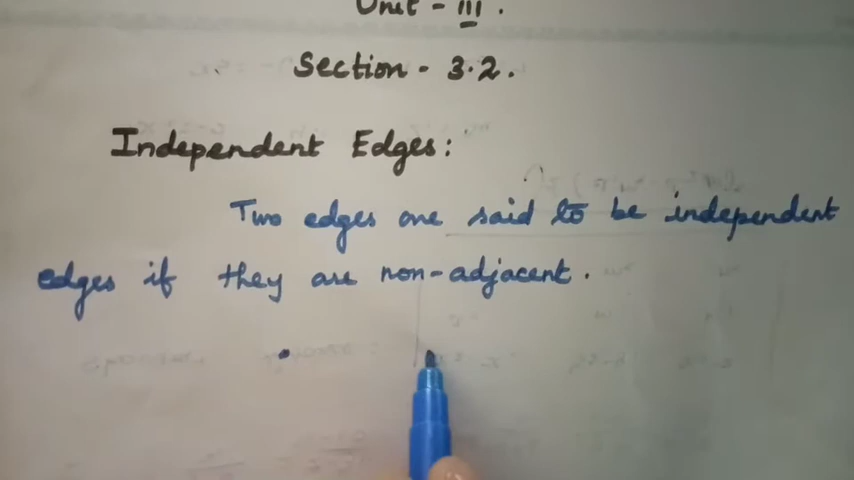 Unit - III.
Section - 3.2.
Independent Edges:
Two edges are said to be independent
edges if they are non-adjacent.